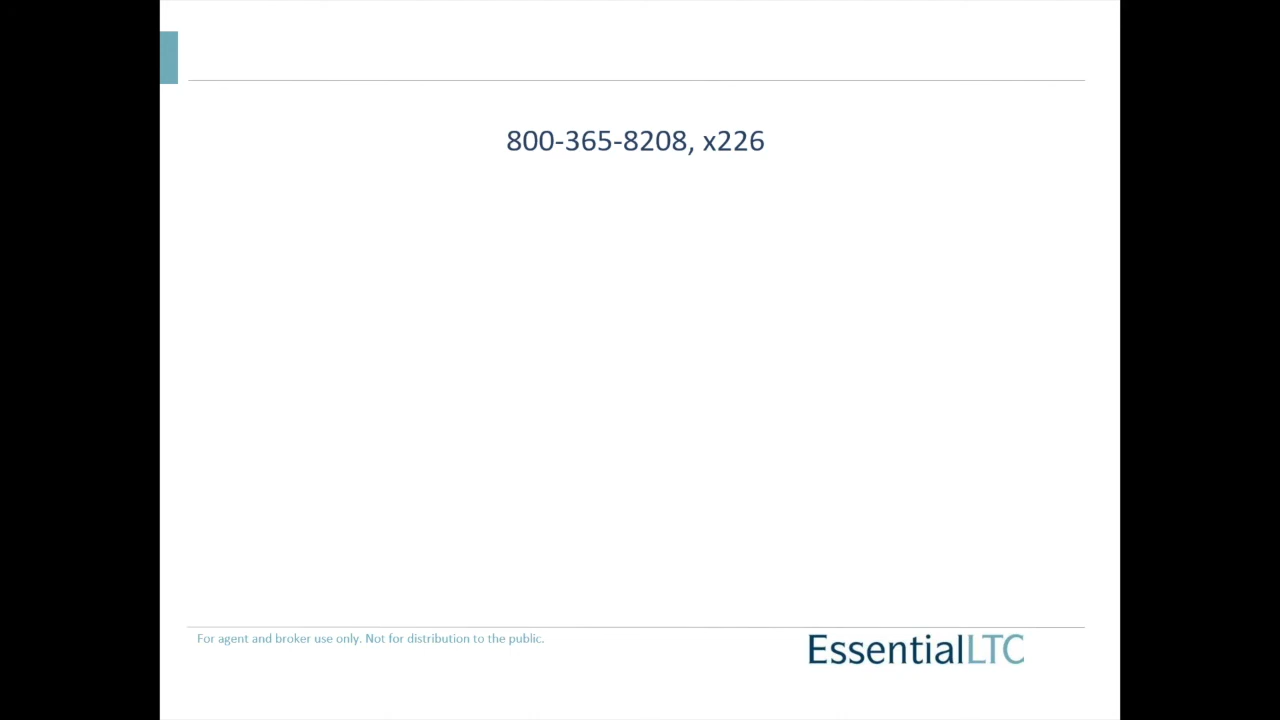 800-365-8208, x226
For agent and broker use only. Not for distribution to the public.
EssentialLTC